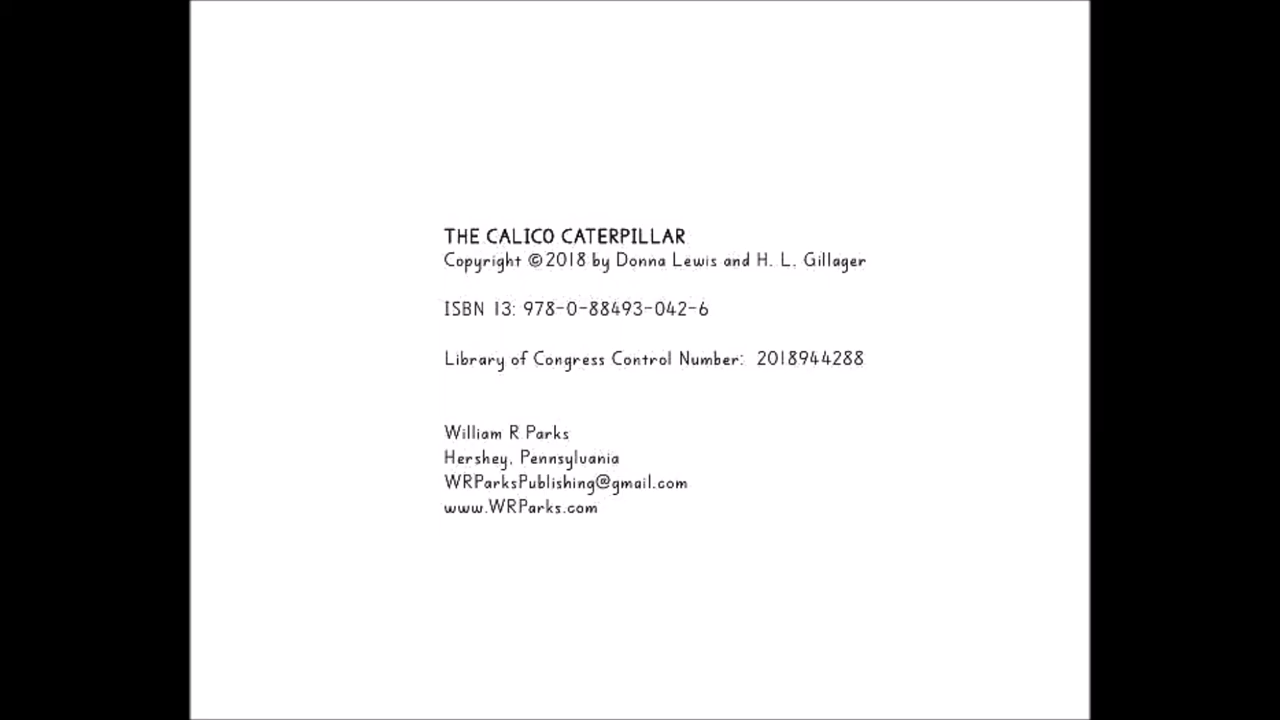 THE CALICO CATERPILLAR
Copyright ©2018 by Donna Lewis and H. L. Gillager
ISBN 13: 978-0-88493-042-6
Library of Congress Control Number: 2018944288
William R Parks
Hershey, Pennsylvania
WRParksPublishing@gmail.com
www.WRParks.com